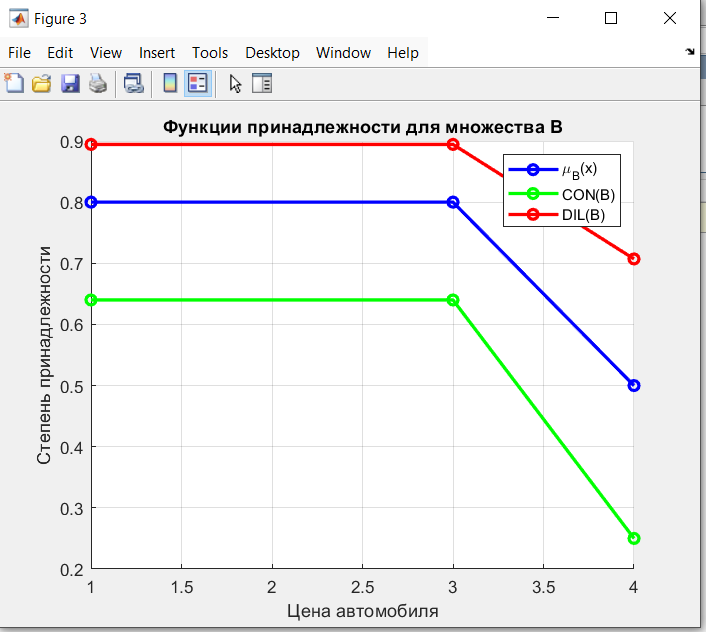 Figure 3
File Edit View Insert Tools Desktop Window Help
Функции принадлежности для множества B
0.9
0.8
0.7
0.6
0.5
0.4
0.3
0.2
Степень принадлежности
μB(x)
CON(B)
DIL(B)
1 1.5 2 2.5 3 3.5 4
Цена автомобиля